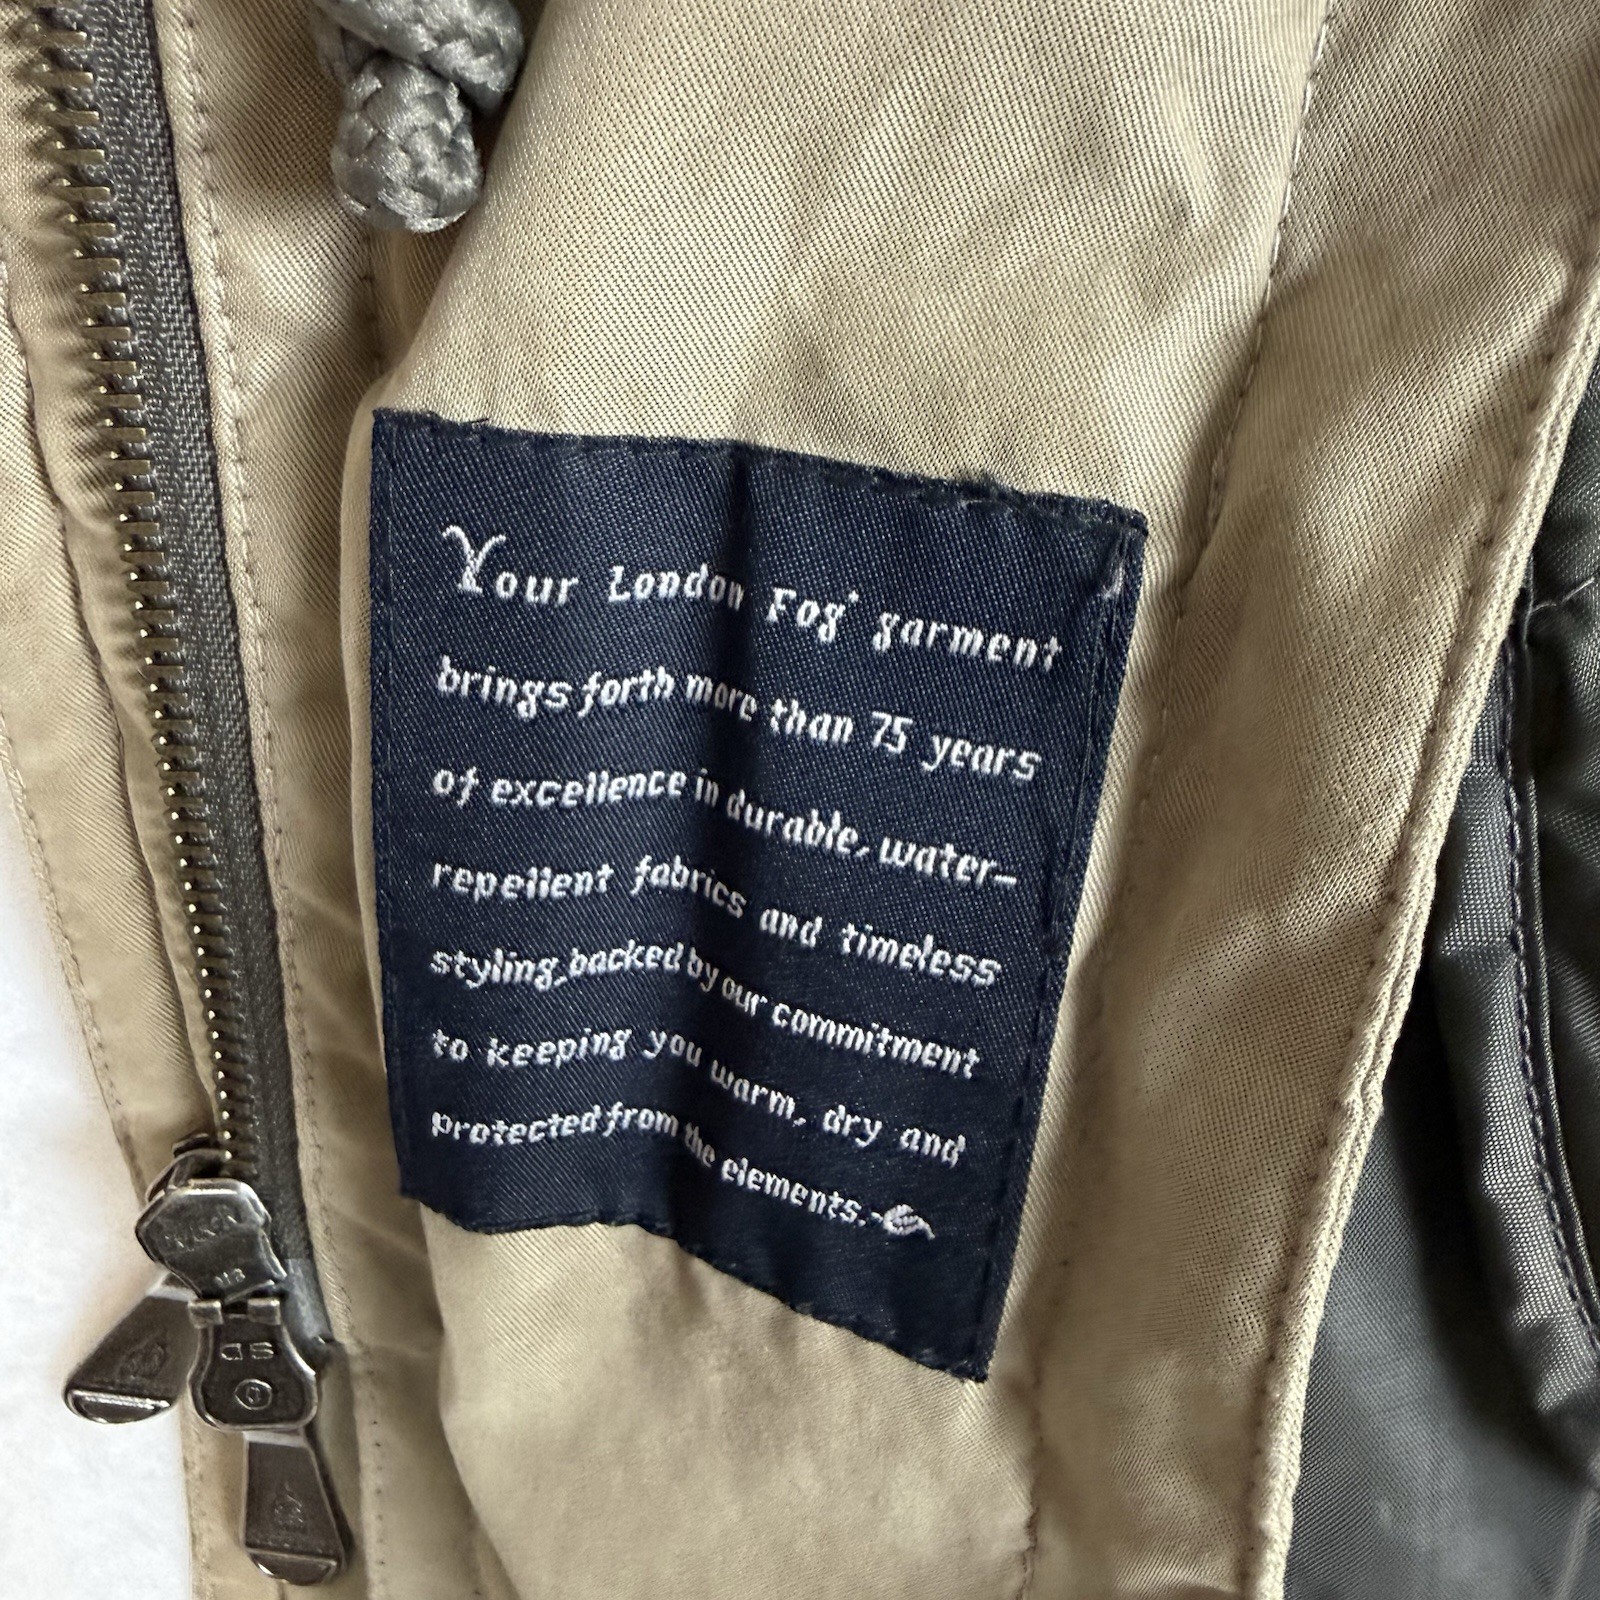 Your London Fog® garment
brings forth more than 75 years
of excellence in durable, water-
repellent fabrics and timeless
styling, backed by our commitment
to keeping you warm, dry and
protected from the elements.